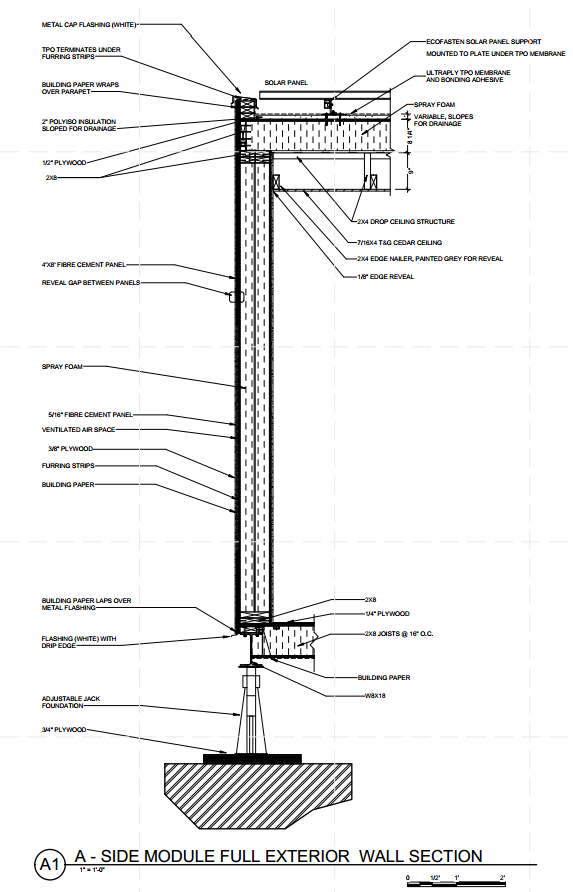 METAL CAP FLASHING (WHITE)
TPO TERMINATES UNDER
FURRING STRIPS
BUILDING PAPER WRAPS
OVER PARAPET
2" POLYISO INSULATION
SLOPED FOR DRAINAGE
1/2" PLYWOOD
2X8
SOLAR PANEL
ECOFASTEN SOLAR PANEL SUPPORT
MOUNTED TO PLATE UNDER TPO MEMBRANE
ULTRAPLY TPO MEMBRANE
AND BONDING ADHESIVE
SPRAY FOAM
VARIABLE, SLOPES
FOR DRAINAGE
8 1/4"
9"
2X4 DROP CEILING STRUCTURE
7/16X4 T&G CEDAR CEILING
2X4 EDGE NAILER, PAINTED GREY FOR REVEAL
1/8" EDGE REVEAL
4"X8' FIBRE CEMENT PANEL
REVEAL GAP BETWEEN PANELS
SPRAY FOAM
5/16" FIBRE CEMENT PANEL
VENTILATED AIR SPACE
3/8" PLYWOOD
FURRING STRIPS
BUILDING PAPER
BUILDING PAPER LAPS OVER
METAL FLASHING
FLASHING (WHITE) WITH
DRIP EDGE
2X8
1/4" PLYWOOD
2X8 JOISTS @ 16" O.C.
BUILDING PAPER
W8X18
ADJUSTABLE JACK
FOUNDATION
3/4" PLYWOOD
A1
A - SIDE MODULE FULL EXTERIOR WALL SECTION
1" = 1'-0"
0 1/2' 1' 2'